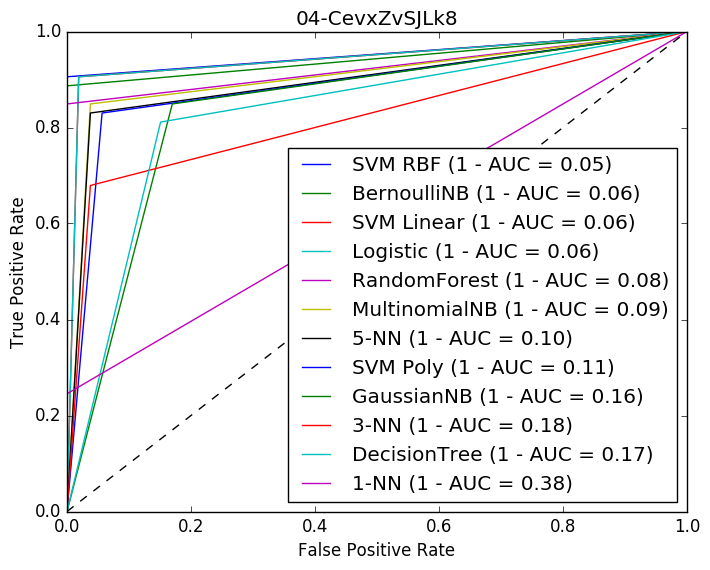 04-CevxZvSJLk8
1.0
0.8
0.6
0.4
0.2
0.0
True Positive Rate
SVM RBF (1 - AUC = 0.05)
BernoulliNB (1 - AUC = 0.06)
SVM Linear (1 - AUC = 0.06)
Logistic (1 - AUC = 0.06)
RandomForest (1 - AUC = 0.08)
MultinomialNB (1 - AUC = 0.09)
5-NN (1 - AUC = 0.10)
SVM Poly (1 - AUC = 0.11)
GaussianNB (1 - AUC = 0.16)
3-NN (1 - AUC = 0.18)
DecisionTree (1 - AUC = 0.17)
1-NN (1 - AUC = 0.38)
0.0 0.2 0.4 0.6 0.8 1.0
False Positive Rate